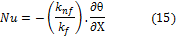 Nu = −(k_nf/k_f).∂θ/∂X (15)